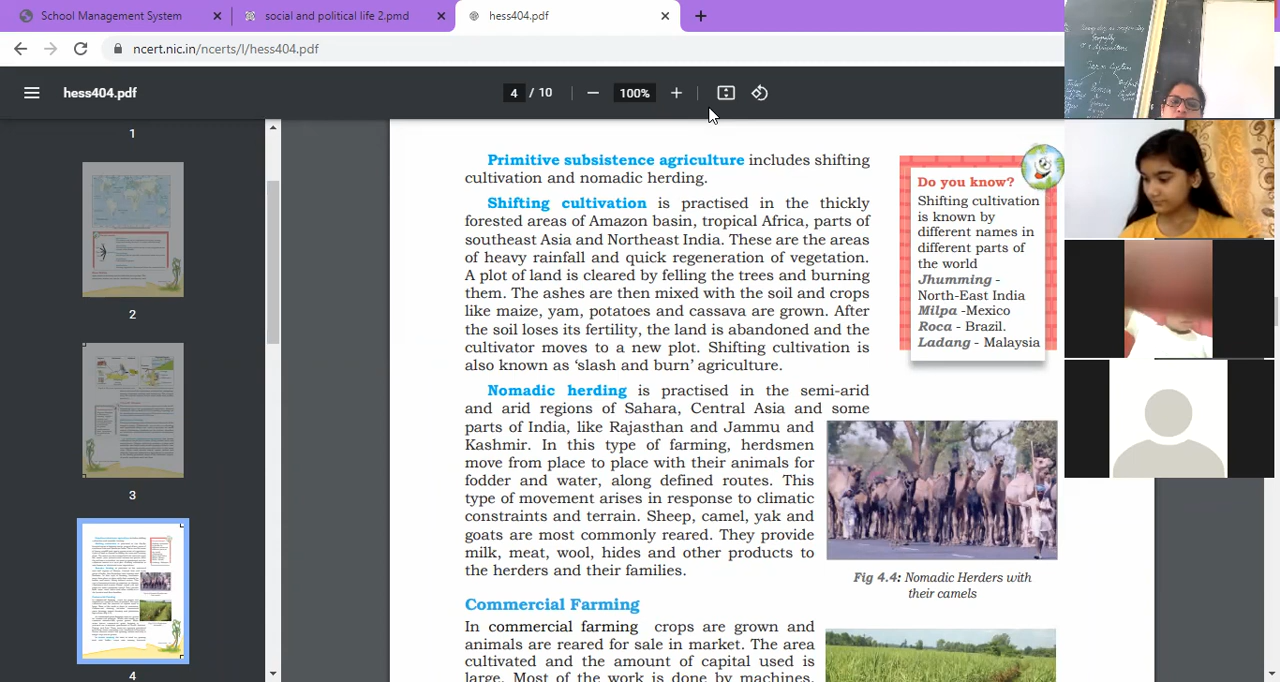 School Management System
social and political life 2.pmd
hess404.pdf
ncert.nic.in/ncerts/l/hess404.pdf
hess404.pdf
4 / 10
100%
1
2
3
4
Primitive subsistence agriculture includes shifting
cultivation and nomadic herding.
Shifting cultivation is practised in the thickly
forested areas of Amazon basin, tropical Africa, parts of
southeast Asia and Northeast India. These are the areas
of heavy rainfall and quick regeneration of vegetation.
A plot of land is cleared by felling the trees and burning
them. The ashes are then mixed with the soil and crops
like maize, yam, potatoes and cassava are grown. After
the soil loses its fertility, the land is abandoned and the
cultivator moves to a new plot. Shifting cultivation is
also known as ‘slash and burn’ agriculture.
Nomadic herding is practised in the semi-arid
and arid regions of Sahara, Central Asia and some
parts of India, like Rajasthan and Jammu and
Kashmir. In this type of farming, herdsmen
move from place to place with their animals for
fodder and water, along defined routes. This
type of movement arises in response to climatic
constraints and terrain. Sheep, camel, yak and
goats are most commonly reared. They provide
milk, meat, wool, hides and other products to
the herders and their families.
Commercial Farming
In commercial farming crops are grown and
animals are reared for sale in market. The area
cultivated and the amount of capital used is
large. Most of the work is done by machines.
Do you know?
Shifting cultivation
is known by
different names in
different parts of
the world
Jhumming -
North-East India
Milpa -Mexico
Roca - Brazil.
Ladang - Malaysia
Fig 4.4: Nomadic Herders with
their camels